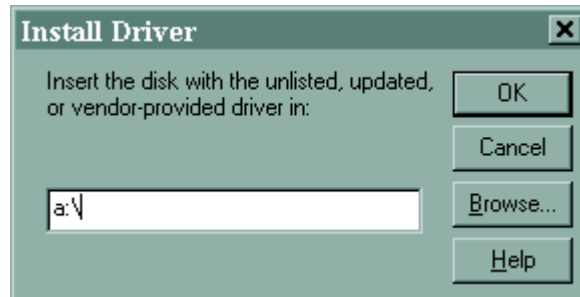 Install Driver
Insert the disk with the unlisted, updated,
or vendor-provided driver in:
OK
Cancel
a:\
Browse...
Help